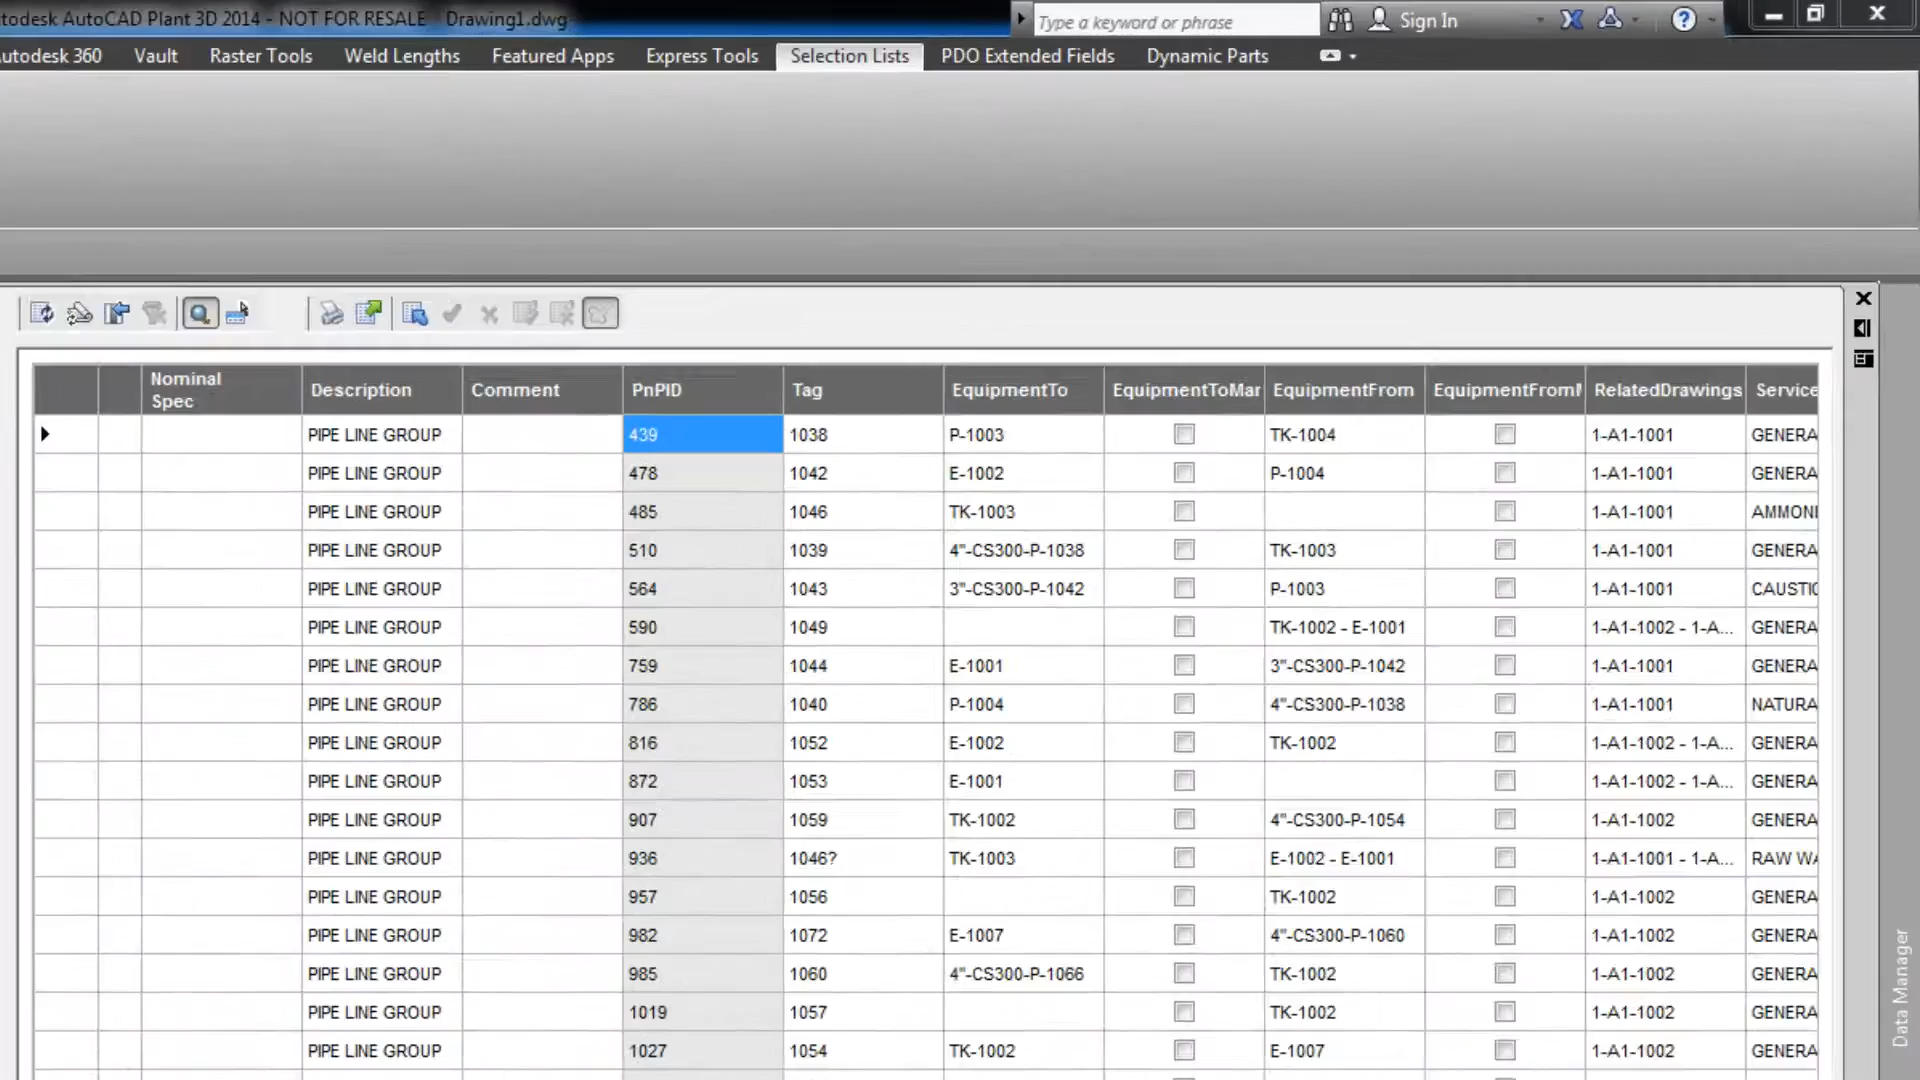 todesk AutoCAD Plant 3D 2014 - NOT FOR RESALE Drawing1.dwg Type a keyword or phrase Sign In
utodesk 360 Vault Raster Tools Weld Lengths Featured Apps Express Tools Selection Lists PDO Extended Fields Dynamic Parts
Nominal Spec Description Comment PnPID Tag EquipmentTo EquipmentToMar EquipmentFrom EquipmentFromM RelatedDrawings Service
PIPE LINE GROUP 439 1038 P-1003 TK-1004 1-A1-1001 GENERA
PIPE LINE GROUP 478 1042 E-1002 P-1004 1-A1-1001 GENERA
PIPE LINE GROUP 485 1046 TK-1003 1-A1-1001 AMMONI
PIPE LINE GROUP 510 1039 4"-CS300-P-1038 TK-1003 1-A1-1001 GENERA
PIPE LINE GROUP 564 1043 3"-CS300-P-1042 P-1003 1-A1-1001 CAUSTIC
PIPE LINE GROUP 590 1049 TK-1002 - E-1001 1-A1-1002 - 1-A... GENERA
PIPE LINE GROUP 759 1044 E-1001 3"-CS300-P-1042 1-A1-1001 GENERA
PIPE LINE GROUP 786 1040 P-1004 4"-CS300-P-1038 1-A1-1001 NATURA
PIPE LINE GROUP 816 1052 E-1002 TK-1002 1-A1-1002 - 1-A... GENERA
PIPE LINE GROUP 872 1053 E-1001 1-A1-1002 - 1-A... GENERA
PIPE LINE GROUP 907 1059 TK-1002 4"-CS300-P-1054 1-A1-1002 GENERA
PIPE LINE GROUP 936 1046? TK-1003 E-1002 - E-1001 1-A1-1001 - 1-A... RAW WA
PIPE LINE GROUP 957 1056 TK-1002 1-A1-1002 GENERA
PIPE LINE GROUP 982 1072 E-1007 4"-CS300-P-1060 1-A1-1002 GENERA
PIPE LINE GROUP 985 1060 4"-CS300-P-1066 TK-1002 1-A1-1002 GENERA
PIPE LINE GROUP 1019 1057 TK-1002 1-A1-1002 GENERA
PIPE LINE GROUP 1027 1054 TK-1002 E-1007 1-A1-1002 GENERA
Data Manager